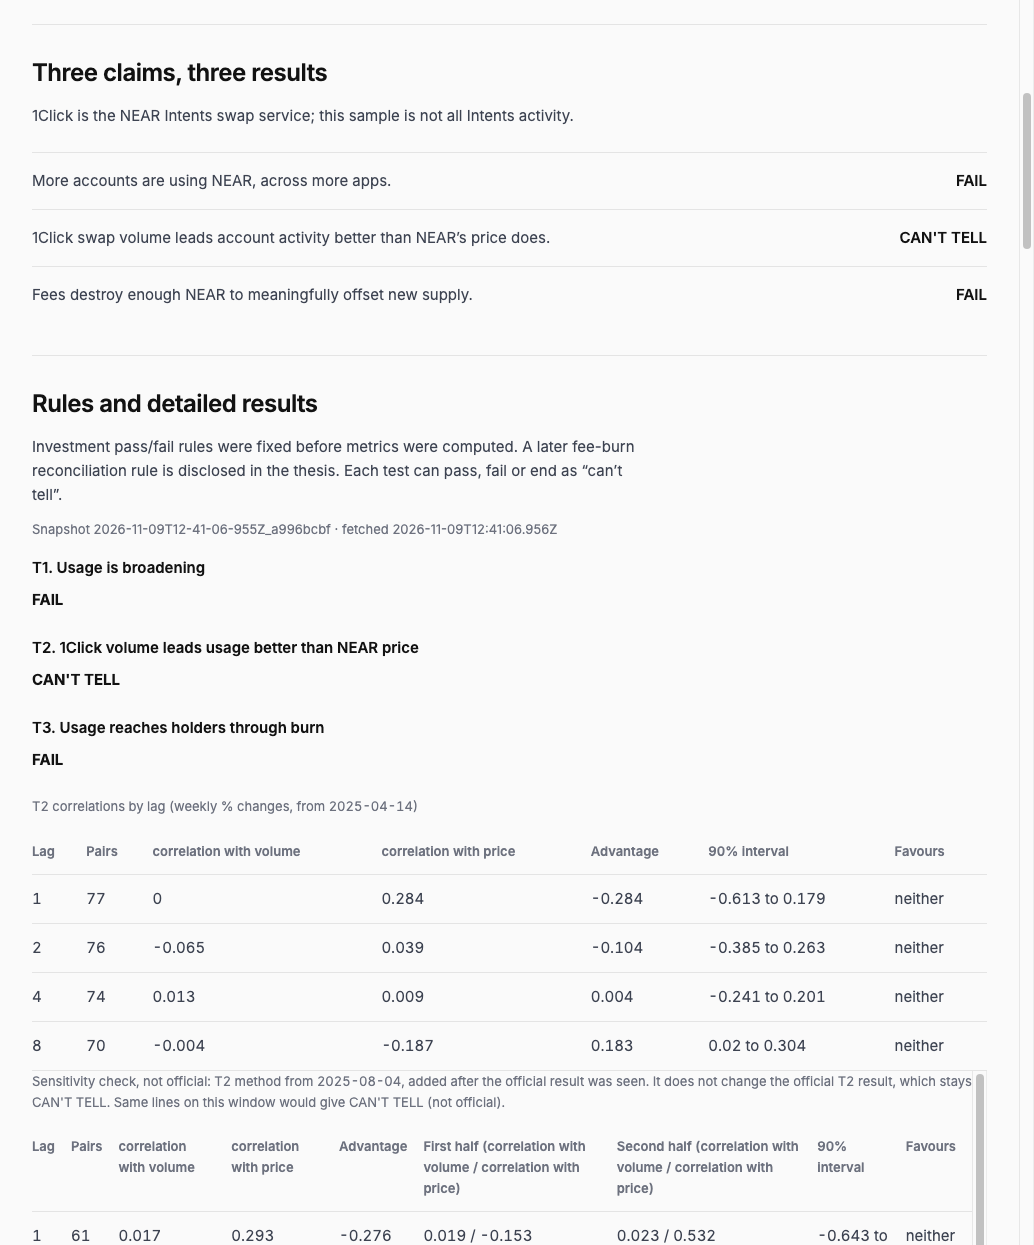 Three claims, three results
1Click is the NEAR Intents swap service; this sample is not all Intents activity.
More accounts are using NEAR, across more apps. FAIL
1Click swap volume leads account activity better than NEAR’s price does. CAN'T TELL
Fees destroy enough NEAR to meaningfully offset new supply. FAIL
Rules and detailed results
Investment pass/fail rules were fixed before metrics were computed. A later fee-burn
reconciliation rule is disclosed in the thesis. Each test can pass, fail or end as “can’t
tell”.
Snapshot 2026-11-09T12-41-06-955Z_a996bcbf · fetched 2026-11-09T12:41:06.956Z
T1. Usage is broadening
FAIL
T2. 1Click volume leads usage better than NEAR price
CAN'T TELL
T3. Usage reaches holders through burn
FAIL
T2 correlations by lag (weekly % changes, from 2025-04-14)
Lag Pairs correlation with volume correlation with price Advantage 90% interval Favours
1 77 0 0.284 -0.284 -0.613 to 0.179 neither
2 76 -0.065 0.039 -0.104 -0.385 to 0.263 neither
4 74 0.013 0.009 0.004 -0.241 to 0.201 neither
8 70 -0.004 -0.187 0.183 0.02 to 0.304 neither
Sensitivity check, not official: T2 method from 2025-08-04, added after the official result was seen. It does not change the official T2 result, which stays
CAN'T TELL. Same lines on this window would give CAN'T TELL (not official).
Lag Pairs correlation correlation Advantage First half (correlation with Second half (correlation with 90% Favours
with volume with price volume / correlation with volume / correlation with interval
price) price)
1 61 0.017 0.293 -0.276 0.019 / -0.153 0.023 / 0.532 -0.643 to neither